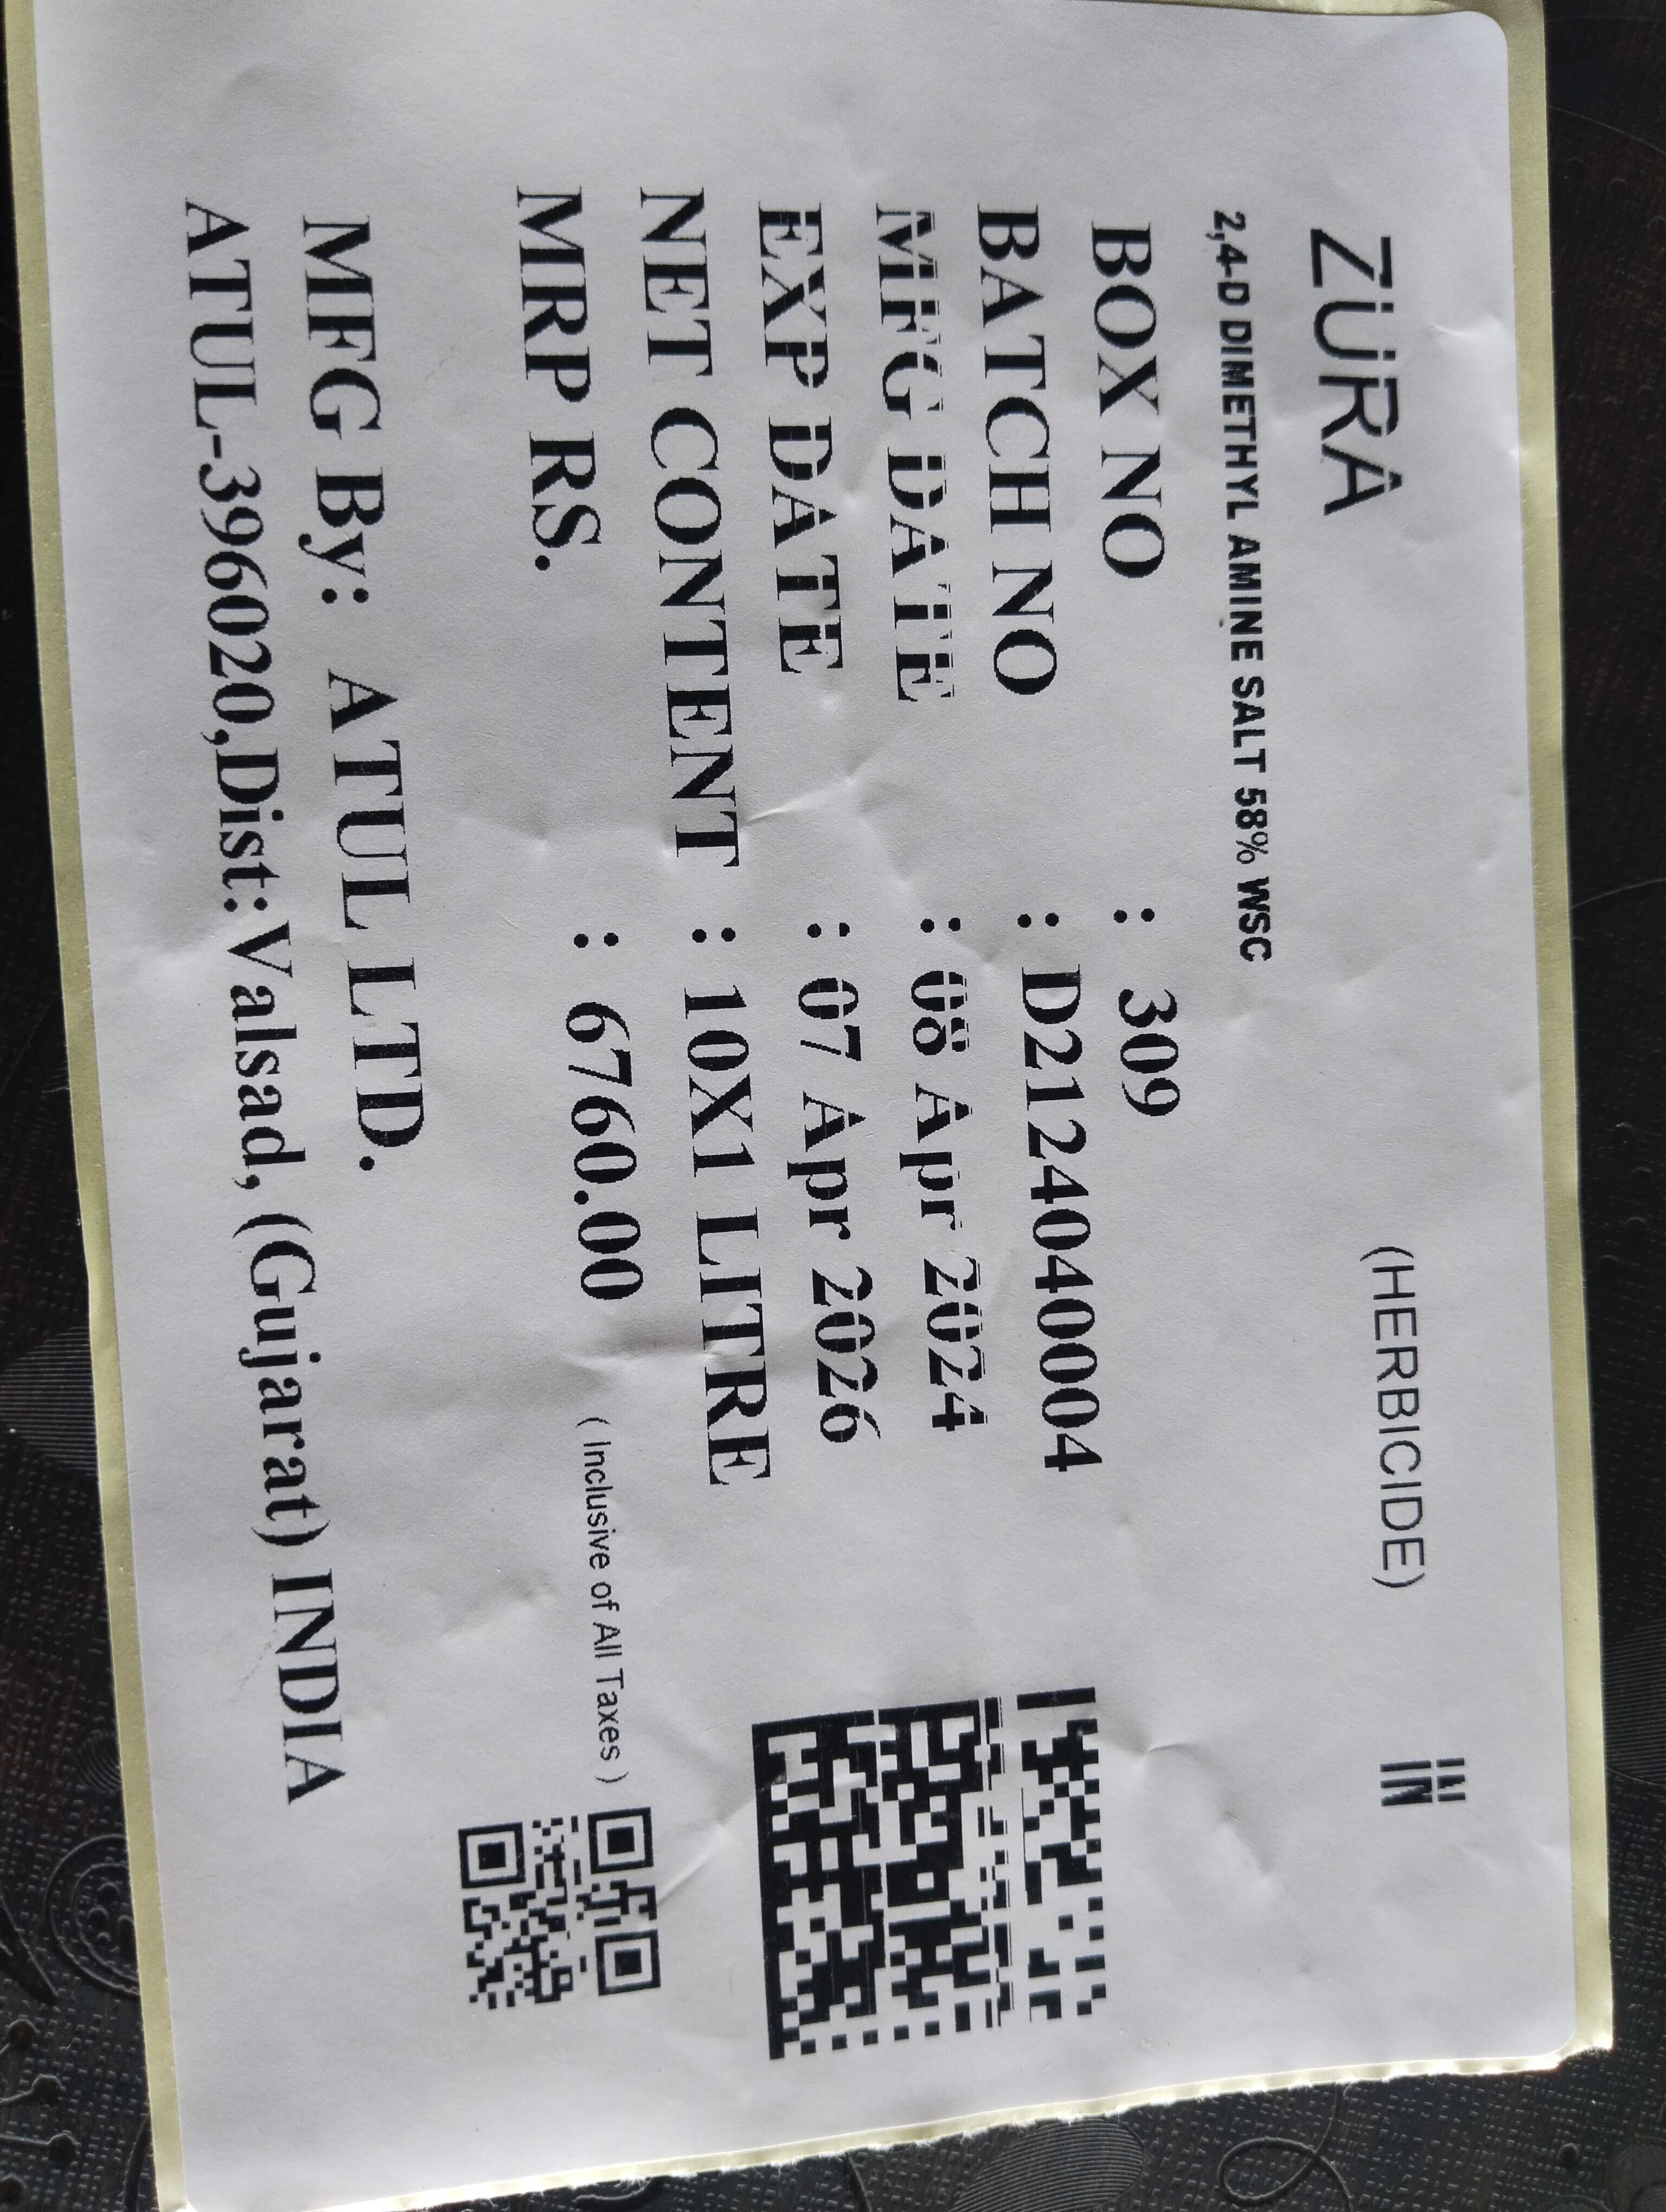 ZURA (HERBICIDE) IN
2,4-D DIMETHYL AMINE SALT 58% WSC
BOX NO : 309
BATCH NO : D212404004
MFG DATE : 08 Apr 2024
EXP DATE : 07 Apr 2026
NET CONTENT : 10X1 LITRE
MRP RS. : 6760.00 ( Inclusive of All Taxes )
MFG By: ATUL LTD.
ATUL-396020,Dist:Valsad, (Gujarat) INDIA